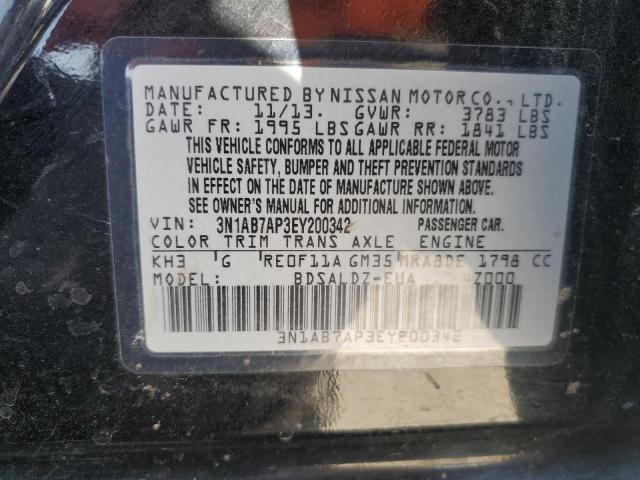 MANUFACTURED BY NISSAN MOTOR CO., LTD.
DATE: 11/13. GVWR: 3783 LBS
GAWR FR: 1995 LBS GAWR RR: 1841 LBS
THIS VEHICLE CONFORMS TO ALL APPLICABLE FEDERAL MOTOR
VEHICLE SAFETY, BUMPER AND THEFT PREVENTION STANDARDS
IN EFFECT ON THE DATE OF MANUFACTURE SHOWN ABOVE.
SEE OWNER'S MANUAL FOR ADDITIONAL INFORMATION.
VIN: 3N1AB7AP3EY200342 PASSENGER CAR.
COLOR TRIM TRANS AXLE ENGINE
KH3 G RE0F11A GM35 MRA8DE 1798 CC
MODEL: BDSALDZ-EUA 4Z000
3N1AB7AP3EY200342